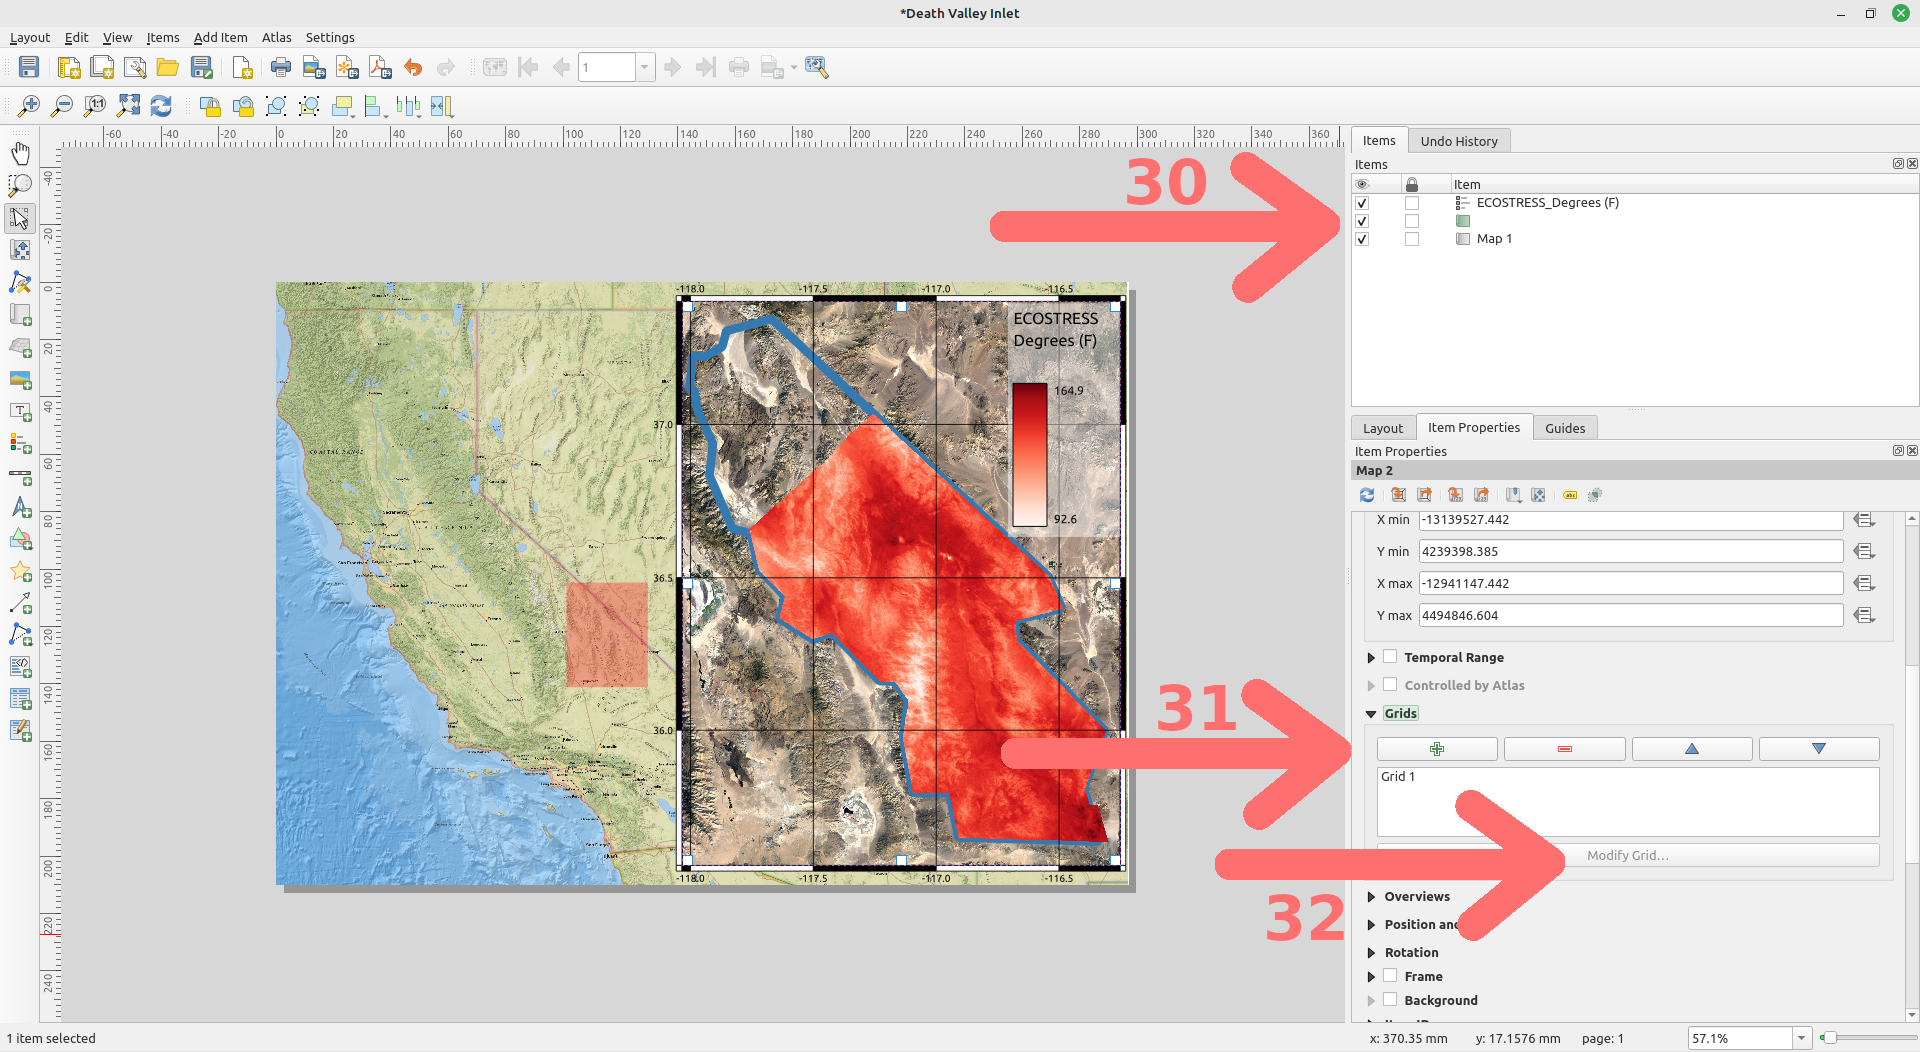 *Death Valley Inlet
Layout Edit View Items Add Item Atlas Settings
1
-60 -40 -20 0 20 40 60 80 100 120 140 160 180 200 220 240 260 280 300 320 340 360
-40
-20
0
20
40
60
80
100
120
140
160
180
200
220
240
30
31
32
-118.0 -117.5 -117.0 -116.5
ECOSTRESS
Degrees (F)
164.9
92.6
37.0
36.5
36.0
-118.0 -117.5 -117.0 -116.5
Items Undo History
Items
Item
ECOSTRESS_Degrees (F)
Map 1
Layout Item Properties Guides
Item Properties
Map 2
X min -13139527.442
Y min 4239398.385
X max -12941147.442
Y max 4494846.604
Temporal Range
Controlled by Atlas
Grids
Grid 1
Modify Grid...
Overviews
Position and
Rotation
Frame
Background
1 item selected
x: 370.35 mm y: 17.1576 mm page: 1 57.1%